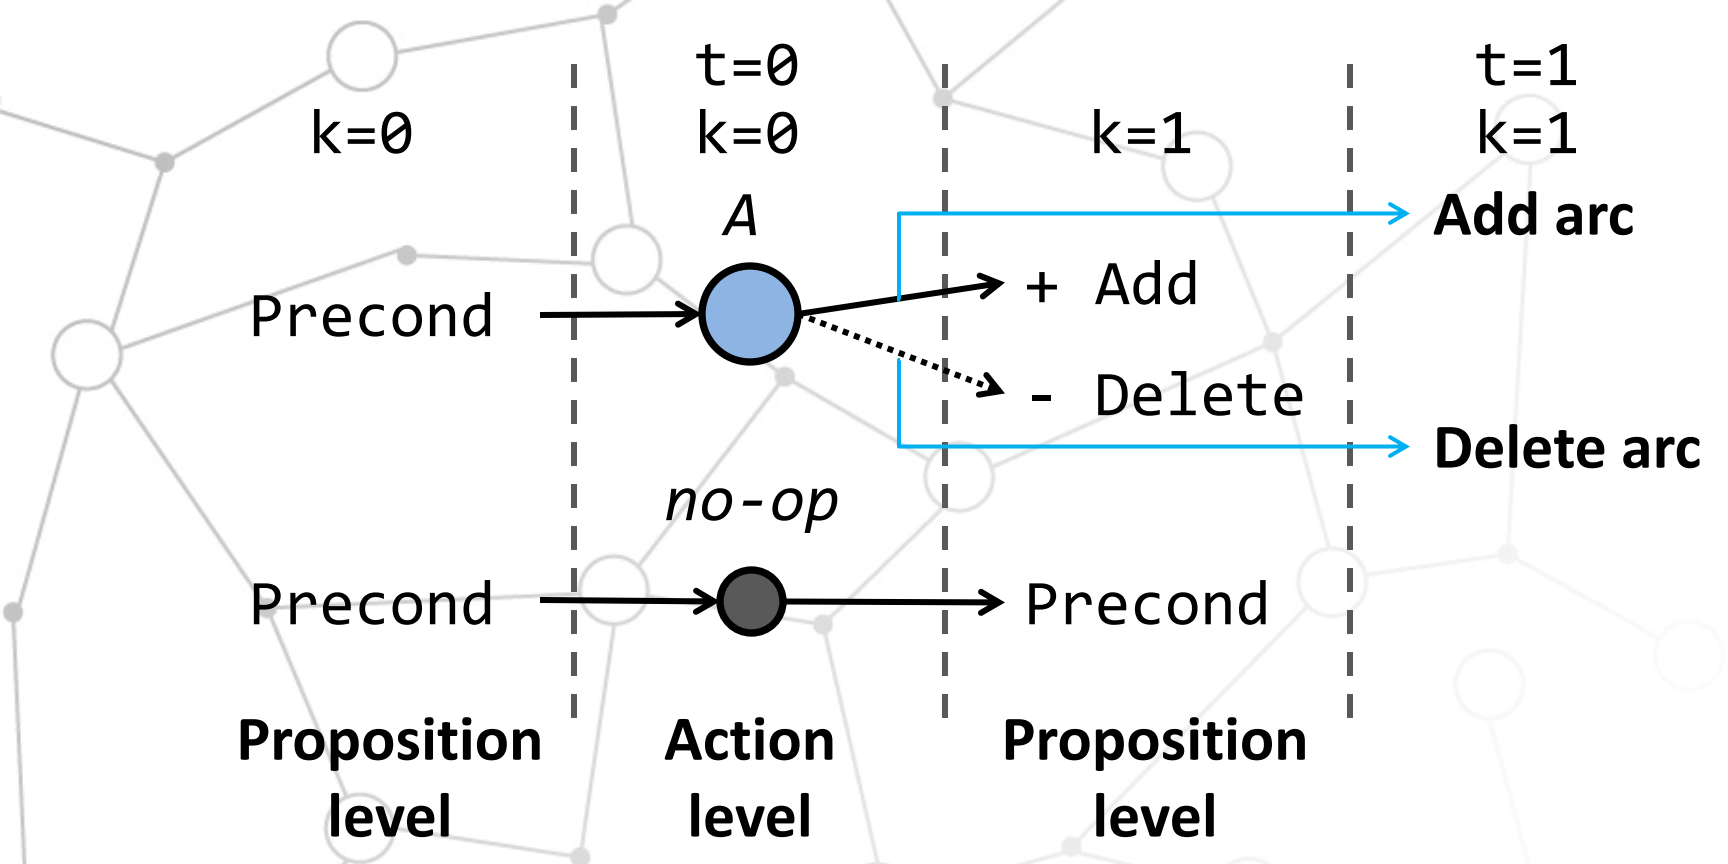 t=0
t=1
k=0
k=0
k=1
k=1
A
Add arc
+ Add
Precond
- Delete
Delete arc
no-op
Precond
Precond
Proposition
level
Action
level
Proposition
level